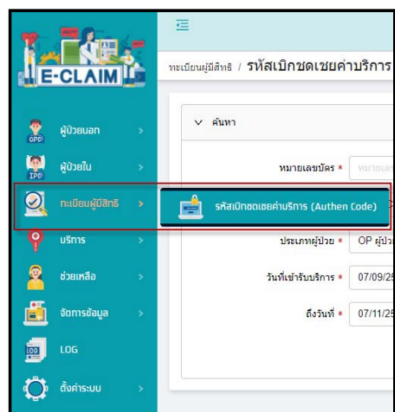 E-CLAIM
ทะเบียนผู้มีสิทธิ / รหัสเบิกชดเชยค่าบริการ
ค้นหา
OPD ผู้ป่วยนอก
หมายเลขบัตร *
IPD ผู้ป่วยใน
ทะเบียนผู้มีสิทธิ
รหัสเบิกชดเชยค่าบริการ (Authen Code)
บริการ
ประเภทผู้ป่วย * OP
ช่วยเหลือ
วันที่เข้ารับบริการ * 07/09/25
จัดการข้อมูล
ถึงวันที่ * 07/11/25
LOG
ตั้งค่าระบบ